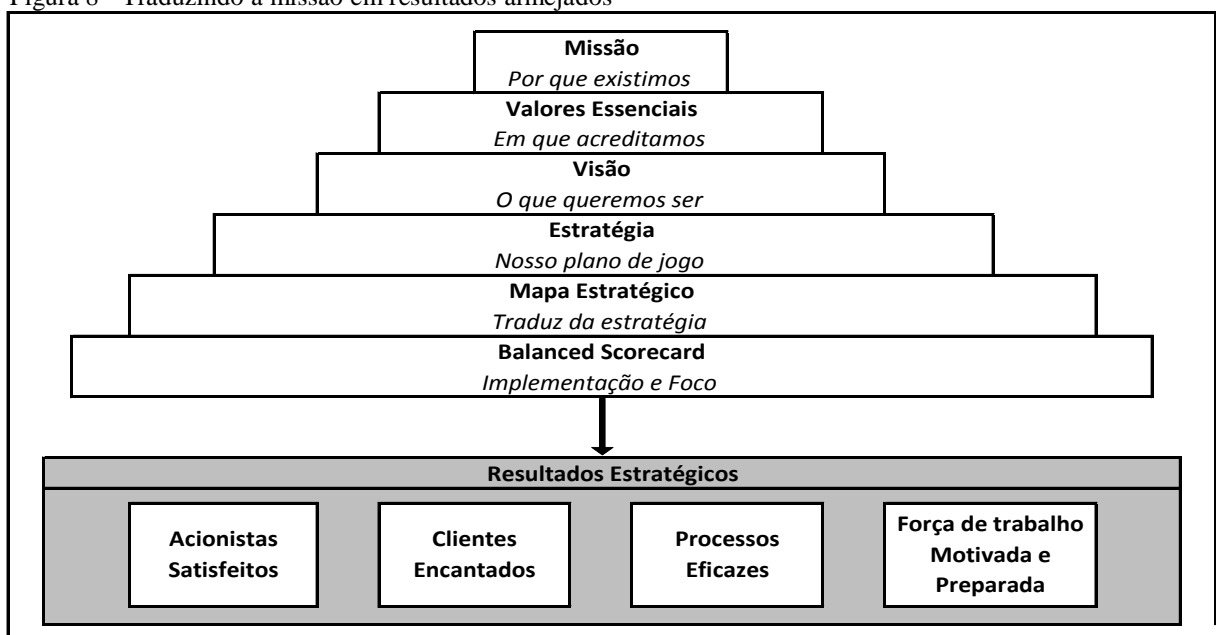 Figura 8 - Traduzindo a missão em resultados almejados
Missão
Por que existimos
Valores Essenciais
Em que acreditamos
Visão
O que queremos ser
Estratégia
Nosso plano de jogo
Mapa Estratégico
Traduz da estratégia
Balanced Scorecard
Implementação e Foco
Resultados Estratégicos
Acionistas
Satisfeitos
Clientes
Encantados
Processos
Eficazes
Força de trabalho
Motivada e
Preparada